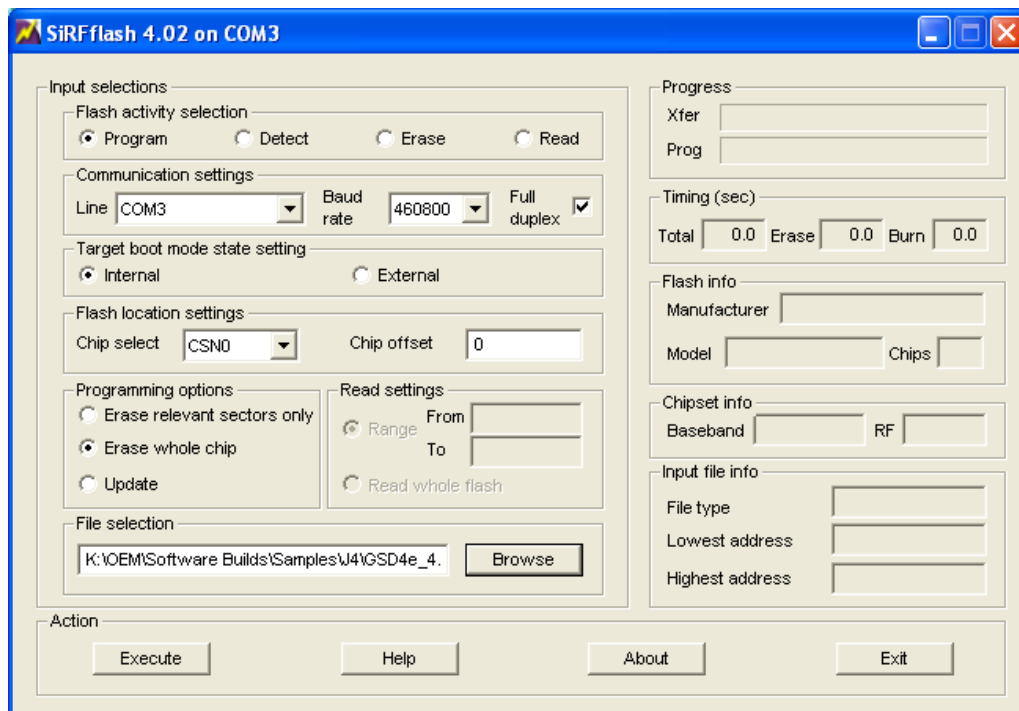 SiRFflash 4.02 on COM3
Input selections
Flash activity selection
Program Detect Erase Read
Communication settings
Line COM3 Baud rate 460800 Full duplex
Target boot mode state setting
Internal External
Flash location settings
Chip select CSN0 Chip offset 0
Programming options
Erase relevant sectors only
Erase whole chip
Update
Read settings
Range From
To
Read whole flash
File selection
K:\OEM\Software Builds\Samples\J4\GSD4e_4. Browse
Progress
Xfer
Prog
Timing (sec)
Total 0.0 Erase 0.0 Burn 0.0
Flash info
Manufacturer
Model Chips
Chipset info
Baseband RF
Input file info
File type
Lowest address
Highest address
Action
Execute Help About Exit